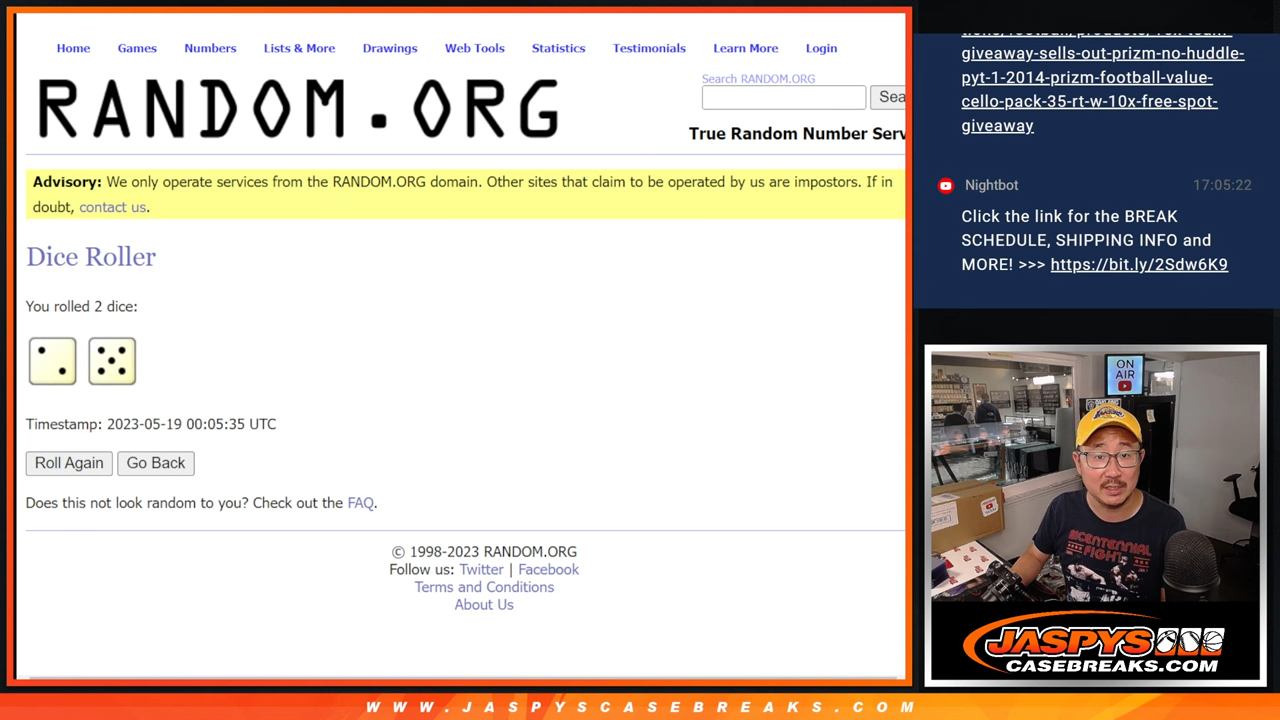 Home Games Numbers Lists & More Drawings Web Tools Statistics Testimonials Learn More Login
RANDOM.ORG
Search RANDOM.ORG
Sea
True Random Number Serv
Advisory: We only operate services from the RANDOM.ORG domain. Other sites that claim to be operated by us are impostors. If in
doubt, contact us.
Dice Roller
You rolled 2 dice:
Timestamp: 2023-05-19 00:05:35 UTC
Roll Again Go Back
Does this not look random to you? Check out the FAQ.
© 1998-2023 RANDOM.ORG
Follow us: Twitter | Facebook
Terms and Conditions
About Us
giveaway-sells-out-prizm-no-huddle-
pyt-1-2014-prizm-football-value-
cello-pack-35-rt-w-10x-free-spot-
giveaway
Nightbot 17:05:22
Click the link for the BREAK
SCHEDULE, SHIPPING INFO and
MORE! >>> https://bit.ly/2Sdw6K9
ON
AIR
BICENTENNIAL
FIGHT
JASPYS
CASEBREAKS.COM
WWW.JASPYSCASEBREAKS.COM